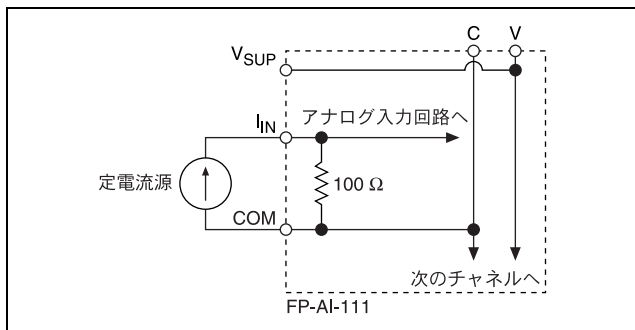 C V
VSUP
IIN
アナログ入力回路へ
定電流源
100 Ω
COM
次のチャネルへ
FP-AI-111